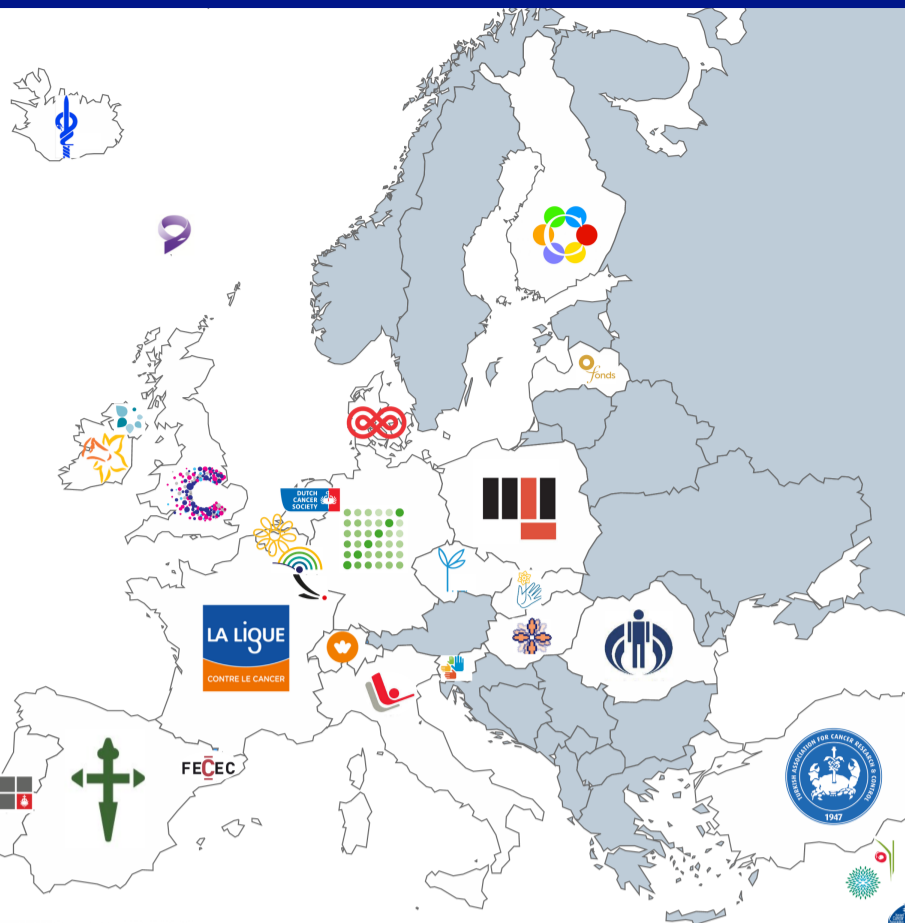 fonds
DUTCH
CANCER
SOCIETY
LA LiGUE
CONTRE LE CANCER
FECEC
TURKISH ASSOCIATION FOR CANCER RESEARCH & CONTROL
1947